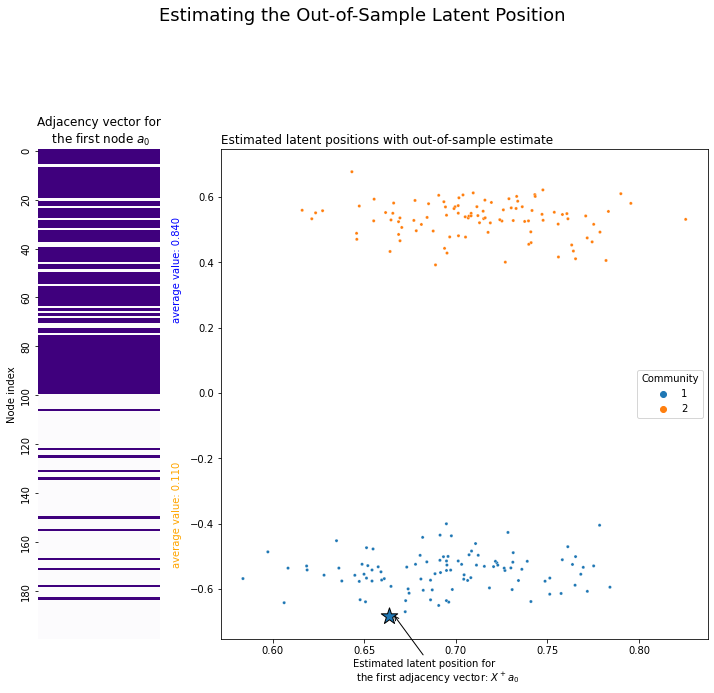 Estimating the Out-of-Sample Latent Position
Adjacency vector for
the first node a₀
Node index
0
20
40
60
80
100
120
140
160
180
average value: 0.840
average value: 0.110
Estimated latent positions with out-of-sample estimate
0.6
0.4
0.2
0.0
−0.2
−0.4
−0.6
0.60
0.65
0.70
0.75
0.80
Community
1
2
Estimated latent position for
the first adjacency vector: X⁺a₀